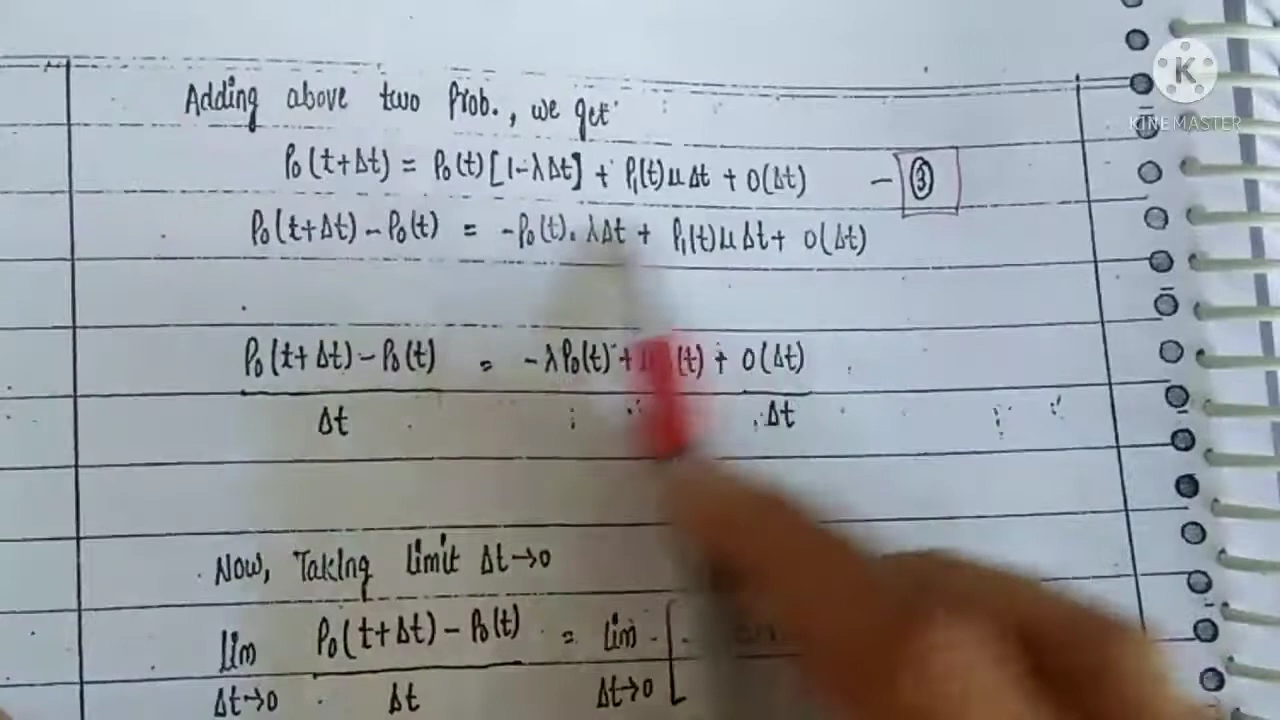 Adding above two Prob., we get
P₀(t+Δt) = P₀(t)[1-λΔt] + P₁(t)μΔt + O(Δt) - ③
P₀(t+Δt) - P₀(t) = -P₀(t). λΔt + P₁(t)μΔt + O(Δt)
P₀(t+Δt) - P₀(t) = -λP₀(t) + (t) + O(Δt)
Δt Δt
Now, Taking limit Δt→0
lim P₀(t+Δt) - P₀(t) = lim [-
Δt→0 Δt Δt→0
K
KINEMASTER